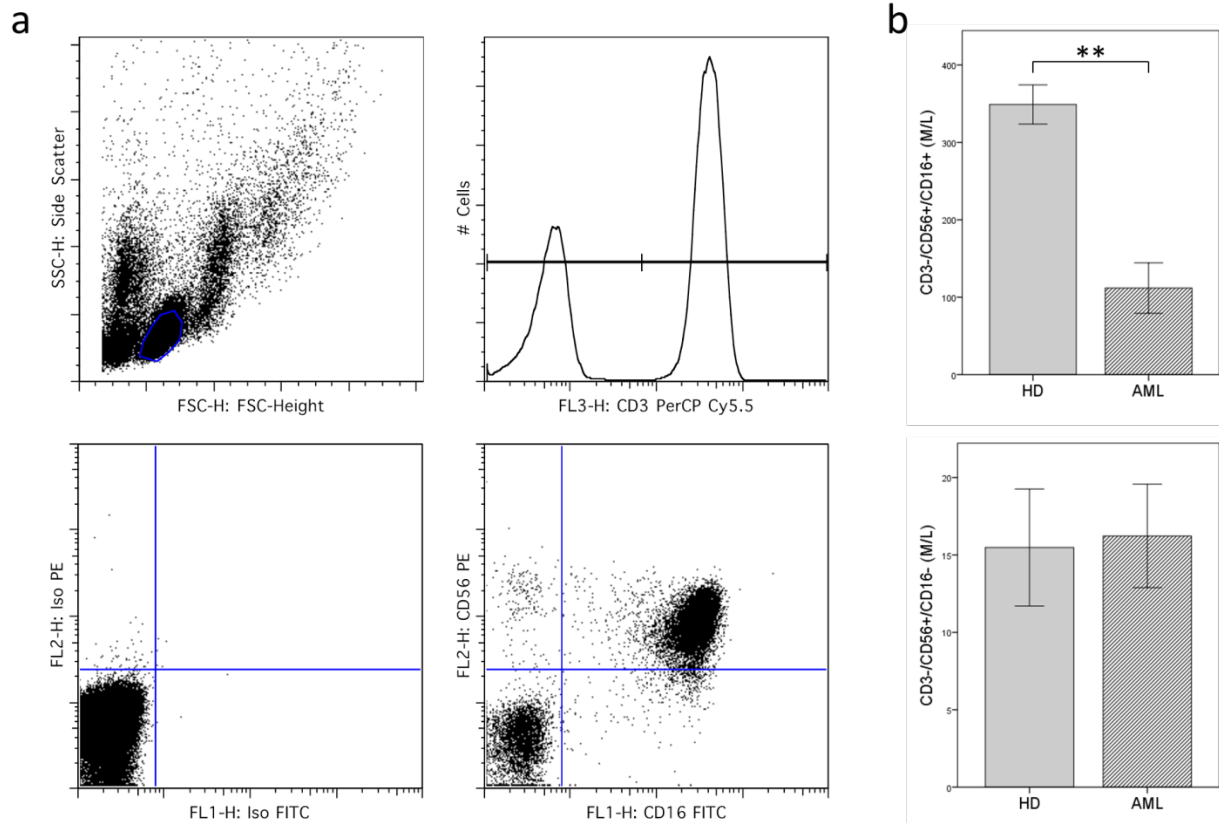 a
SSC-H: Side Scatter
FSC-H: FSC-Height
# Cells
FL3-H: CD3 PerCP Cy5.5
FL2-H: Iso PE
FL1-H: Iso FITC
FL2-H: CD56 PE
FL1-H: CD16 FITC
b
CD3-/CD56+/CD16+ (M/L)
400
300
200
100
0
**
HD
AML
CD3-/CD56+/CD16- (M/L)
20
15
10
5
0
HD
AML